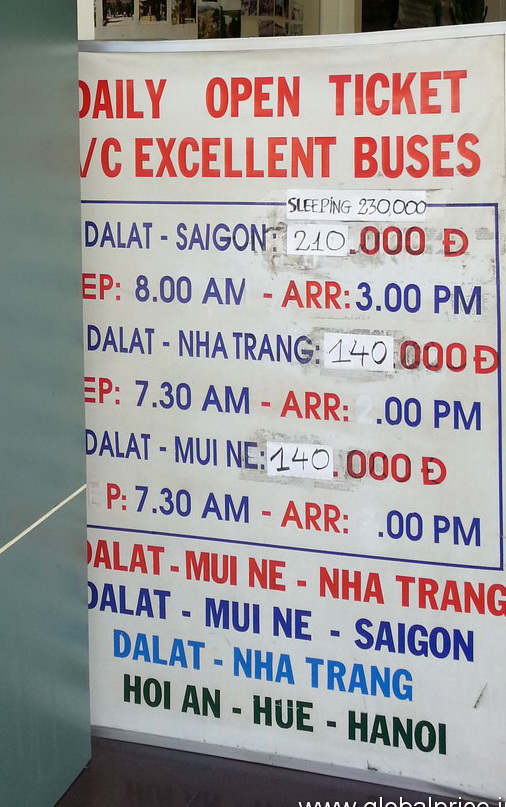 DAILY OPEN TICKET
/C EXCELLENT BUSES
SLEEPING 230,000
DALAT - SAIGON: 210.000 Đ
EP: 8.00 AM - ARR: 3.00 PM
DALAT - NHA TRANG: 140.000 Đ
EP: 7.30 AM - ARR: .00 PM
DALAT - MUI NE: 140.000 Đ
EP: 7.30 AM - ARR: .00 PM
DALAT - MUI NE - NHA TRANG
DALAT - MUI NE - SAIGON
DALAT - NHA TRANG
HOI AN - HUE - HANOI